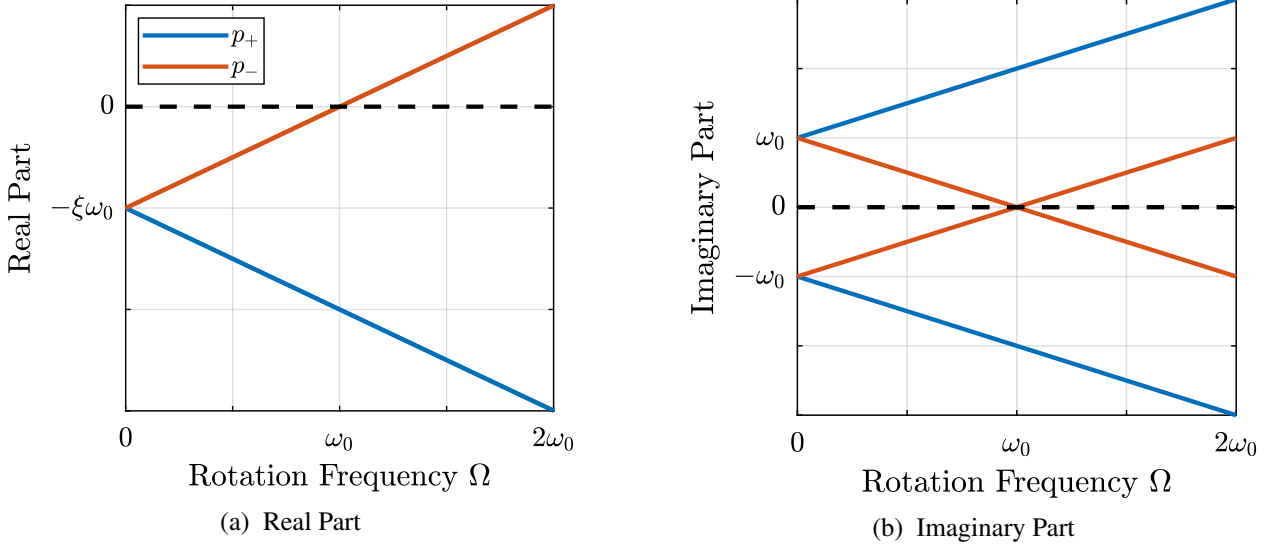 p₊
p₋
0
−ξω₀
Real Part
0
ω₀
2ω₀
Rotation Frequency Ω
(a) Real Part
ω₀
0
−ω₀
Imaginary Part
0
ω₀
2ω₀
Rotation Frequency Ω
(b) Imaginary Part